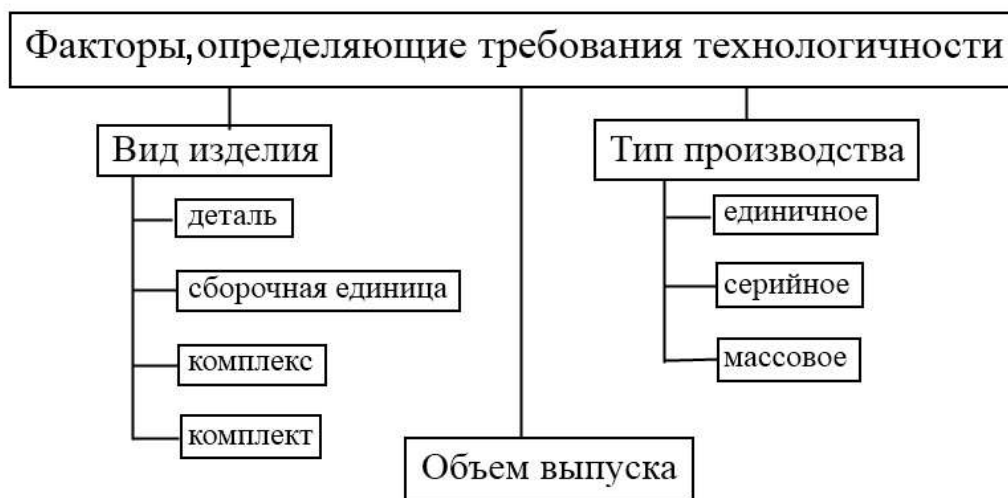 Факторы, определяющие требования технологичности
Вид изделия
деталь
сборочная единица
комплекс
комплект
Тип производства
единичное
серийное
массовое
Объем выпуска